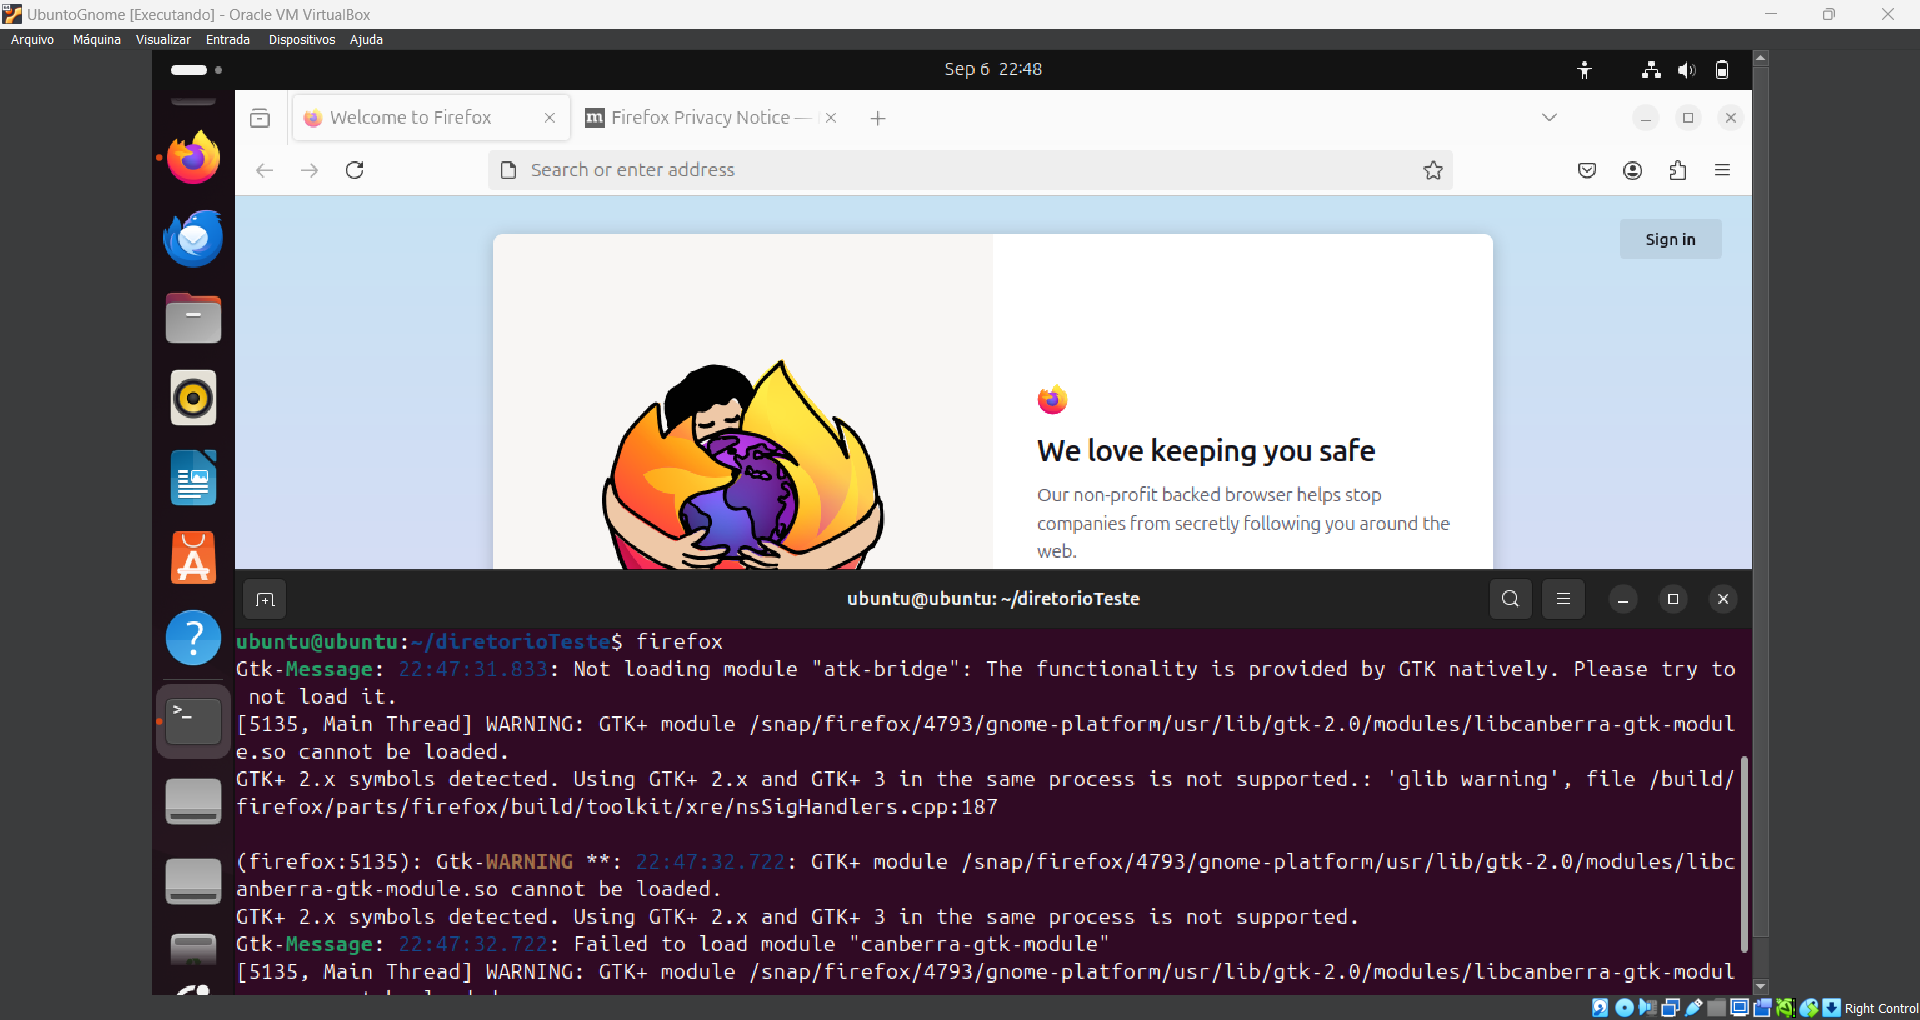 UbuntoGnome [Executando] - Oracle VM VirtualBox
Arquivo Máquina Visualizar Entrada Dispositivos Ajuda
Sep 6 22:48
Welcome to Firefox
m Firefox Privacy Notice —
Search or enter address
Sign in
We love keeping you safe
Our non-profit backed browser helps stop
companies from secretly following you around the
web.
ubuntu@ubuntu: ~/diretorioTeste
ubuntu@ubuntu:~/diretorioTeste$ firefox
Gtk-Message: 22:47:31.833: Not loading module "atk-bridge": The functionality is provided by GTK natively. Please try to
not load it.
[5135, Main Thread] WARNING: GTK+ module /snap/firefox/4793/gnome-platform/usr/lib/gtk-2.0/modules/libcanberra-gtk-modul
e.so cannot be loaded.
GTK+ 2.x symbols detected. Using GTK+ 2.x and GTK+ 3 in the same process is not supported.: 'glib warning', file /build/
firefox/parts/firefox/build/toolkit/xre/nsSigHandlers.cpp:187
(firefox:5135): Gtk-WARNING **: 22:47:32.722: GTK+ module /snap/firefox/4793/gnome-platform/usr/lib/gtk-2.0/modules/libc
anberra-gtk-module.so cannot be loaded.
GTK+ 2.x symbols detected. Using GTK+ 2.x and GTK+ 3 in the same process is not supported.
Gtk-Message: 22:47:32.722: Failed to load module "canberra-gtk-module"
[5135, Main Thread] WARNING: GTK+ module /snap/firefox/4793/gnome-platform/usr/lib/gtk-2.0/modules/libcanberra-gtk-modul
Right Control